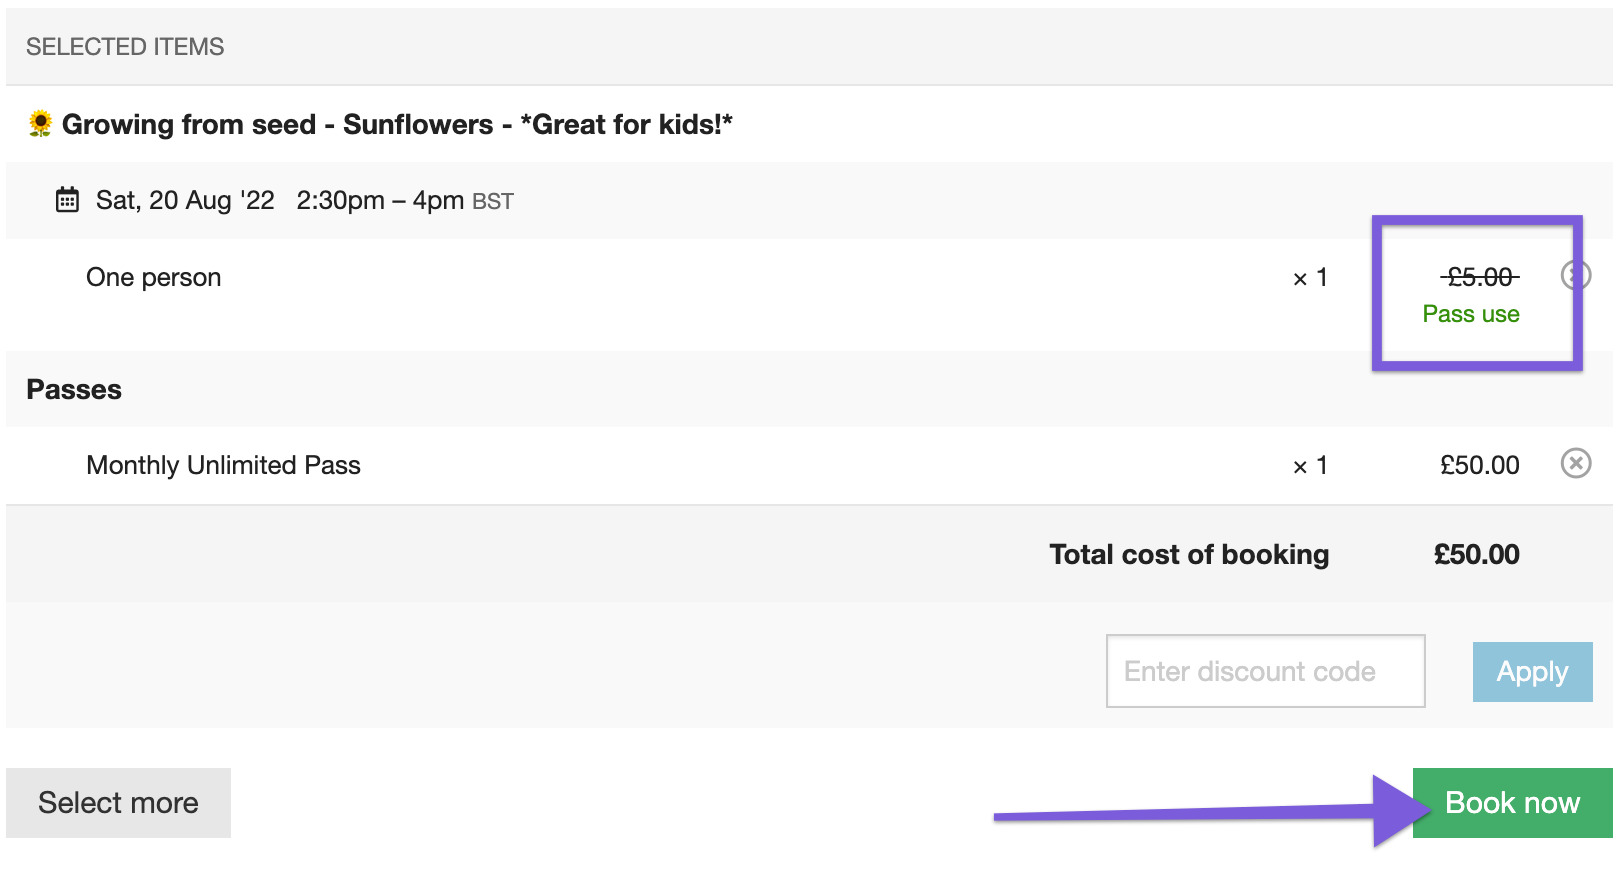 SELECTED ITEMS
🌻 Growing from seed - Sunflowers - *Great for kids!*
Sat, 20 Aug '22 2:30pm – 4pm BST
One person × 1 £5.00
Pass use
Passes
Monthly Unlimited Pass × 1 £50.00
Total cost of booking £50.00
Enter discount code Apply
Select more Book now